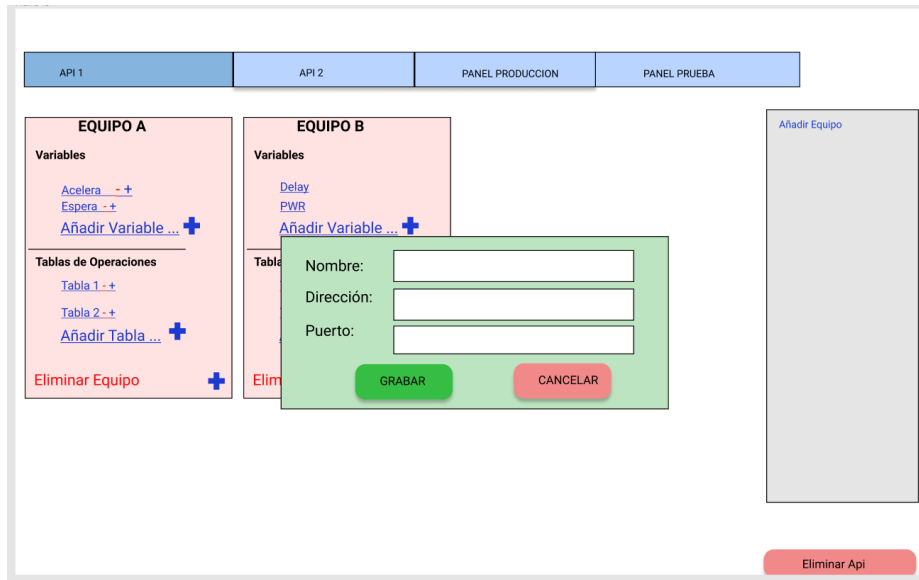 API 1
API 2
PANEL PRODUCCION
PANEL PRUEBA
EQUIPO A
Variables
Acelera - +
Espera - +
Añadir Variable ...
Tablas de Operaciones
Tabla 1 - +
Tabla 2 - +
Añadir Tabla ...
Eliminar Equipo
EQUIPO B
Variables
Delay
PWR
Añadir Variable ...
Tabla
Elim
Nombre:
Dirección:
Puerto:
GRABAR
CANCELAR
Añadir Equipo
Eliminar Api